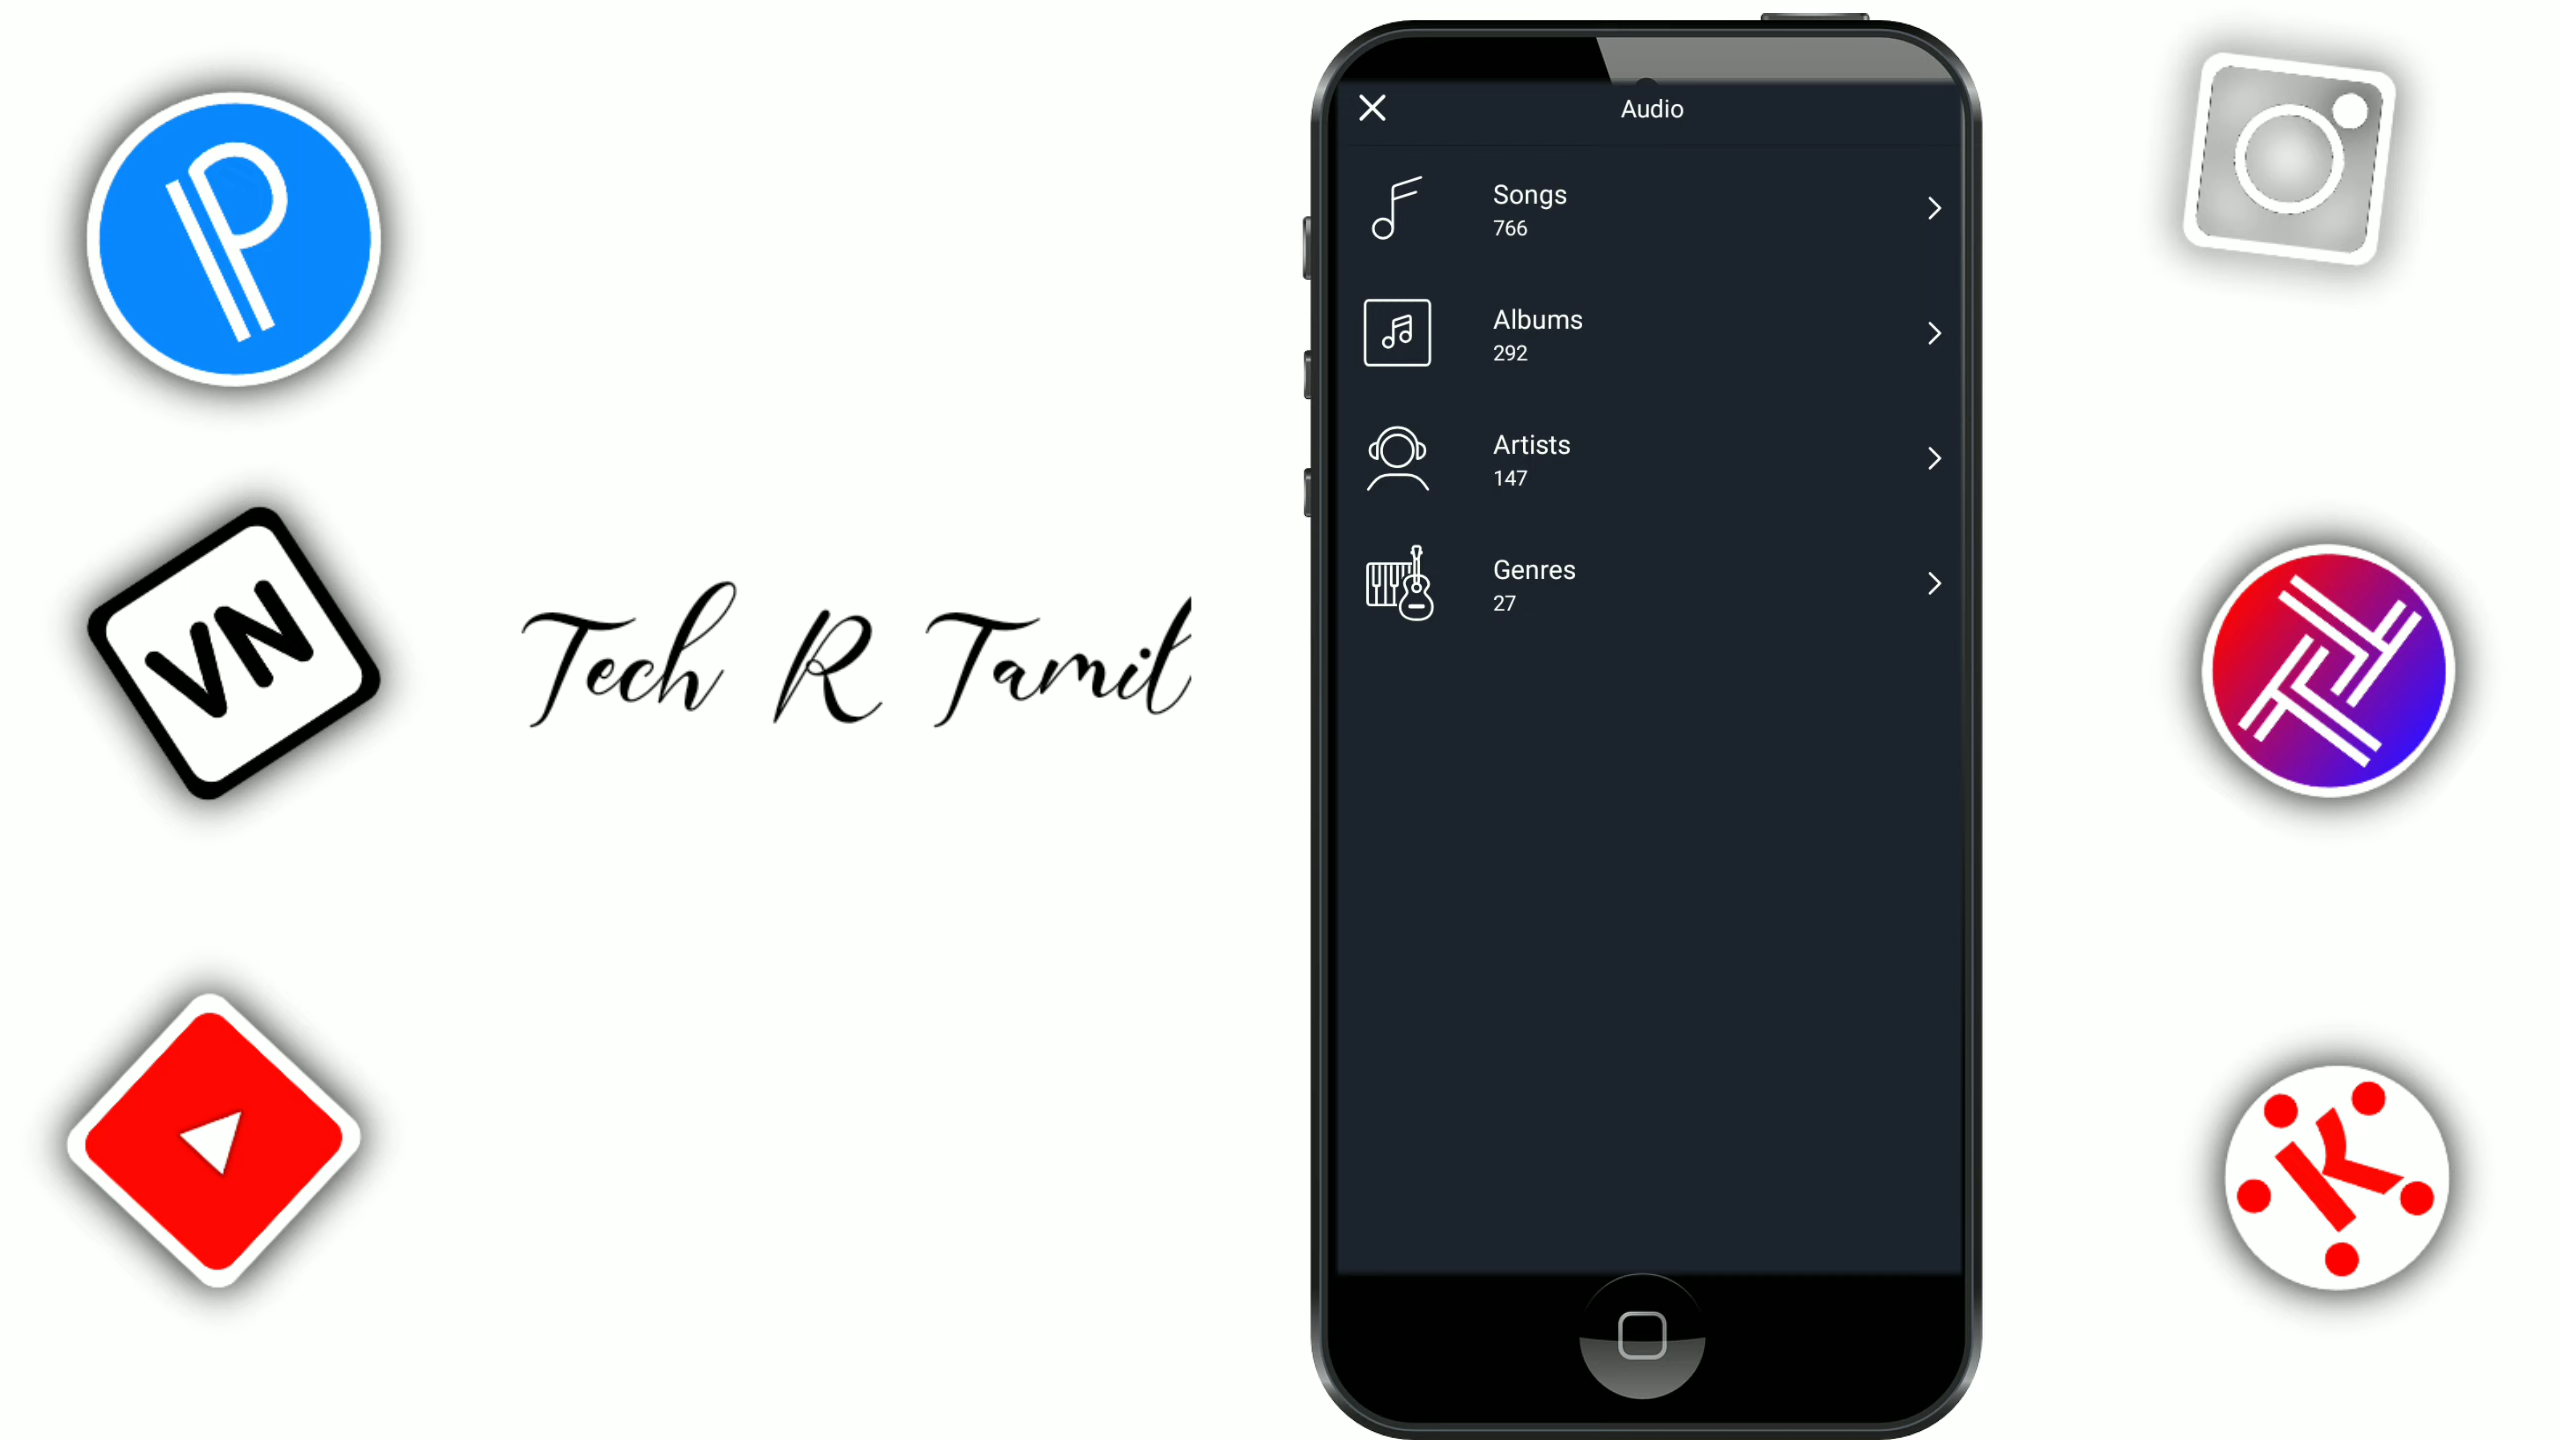 VN
Tech R Tamil
Audio
Songs
766
Albums
292
Artists
147
Genres
27